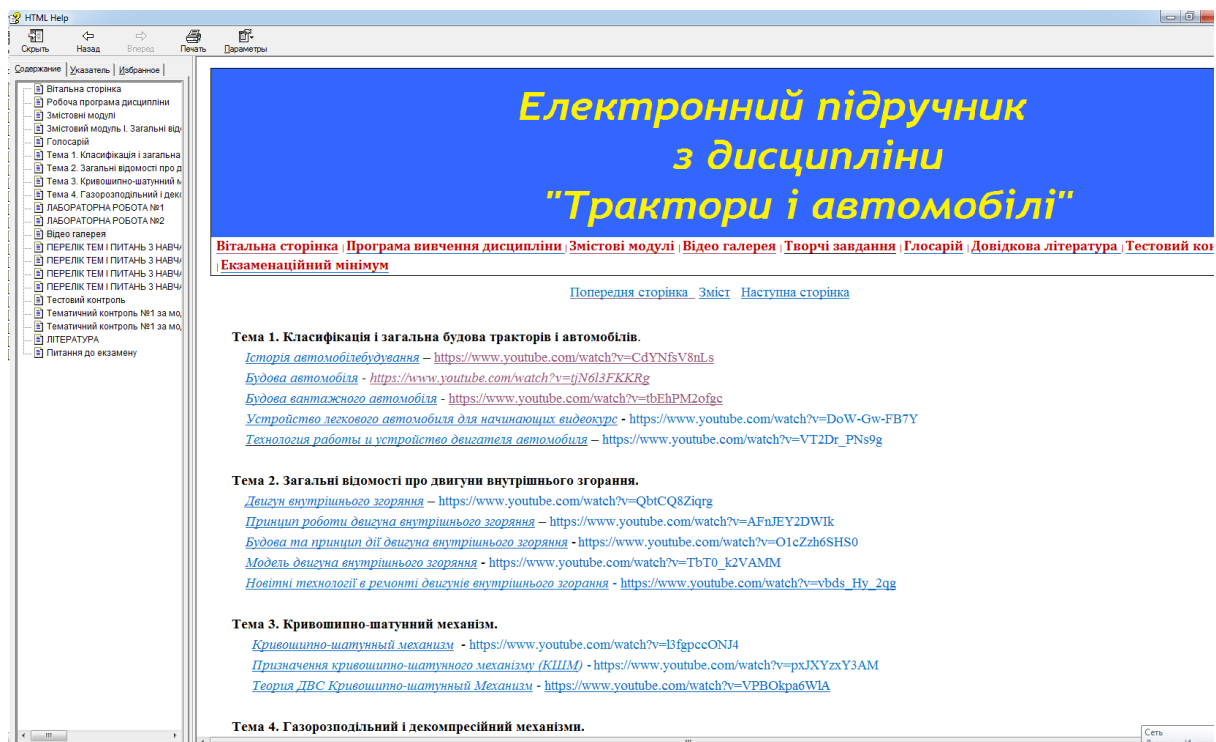 HTML Help
Скрыть Назад Вперед Печать Параметры
Содержание Указатель Избранное
Вітальна сторінка
Робоча програма дисципліни
Змістовні модулі
Змістовий модуль І. Загальні від
Голосарій
Тема 1. Класифікація і загальна
Тема 2. Загальні відомості про д
Тема 3. Кривошипно-шатунний м
Тема 4. Газорозподільний і дек
ЛАБОРАТОРНА РОБОТА №1
ЛАБОРАТОРНА РОБОТА №2
Відео галерея
ПЕРЕЛІК ТЕМ І ПИТАНЬ З НАВЧ
ПЕРЕЛІК ТЕМ І ПИТАНЬ З НАВЧ
ПЕРЕЛІК ТЕМ І ПИТАНЬ З НАВЧ
ПЕРЕЛІК ТЕМ І ПИТАНЬ З НАВЧ
Тестовий контроль
Тематичний контроль №1 за мо
Тематичний контроль №1 за мо
ЛІТЕРАТУРА
Питання до екзамену
Електронний підручник
з дисципліни
"Трактори і автомобілі"
Вітальна сторінка | Програма вивчення дисципліни | Змістові модулі | Відео галерея | Творчі завдання | Глосарій | Довідкова література | Тестовий кон
| Екзаменаційний мінімум
Попередня сторінка Зміст Наступна сторінка
Тема 1. Класифікація і загальна будова тракторів і автомобілів.
Історія автомобілебудування – https://www.youtube.com/watch?v=CdYNfsV8nLs
Будова автомобіля - https://www.youtube.com/watch?v=tjN6l3FKKRg
Будова вантажного автомобіля - https://www.youtube.com/watch?v=tbEhPM2ofgc
Устройство легкового автомобиля для начинающих видеокурс - https://www.youtube.com/watch?v=DoW-Gw-FB7Y
Технология работы и устройство двигателя автомобиля – https://www.youtube.com/watch?v=VT2Dr_PNs9g
Тема 2. Загальні відомості про двигуни внутрішнього згорання.
Двигун внутрішнього згоряння – https://www.youtube.com/watch?v=QbtCQ8Ziqrg
Принцип роботи двигуна внутрішнього згоряння – https://www.youtube.com/watch?v=AFnJEY2DWIk
Будова та принцип дії двигуна внутрішнього згоряння - https://www.youtube.com/watch?v=O1cZzh6SHS0
Модель двигуна внутрішнього згоряння - https://www.youtube.com/watch?v=TbT0_k2VAMM
Новітні технології в ремонті двигунів внутрішнього згорання - https://www.youtube.com/watch?v=vbds_Hy_2qg
Тема 3. Кривошипно-шатунний механізм.
Кривошипно-шатунный механизм - https://www.youtube.com/watch?v=l3fgpccONJ4
Призначення кривошипно-шатунного механізму (КШМ) - https://www.youtube.com/watch?v=pxJXYzxY3AM
Теория ДВС Кривошипно-шатунный Механизм - https://www.youtube.com/watch?v=VPBOkpa6WlA
Тема 4. Газорозподільний і декомпресійний механізми.
Сеть